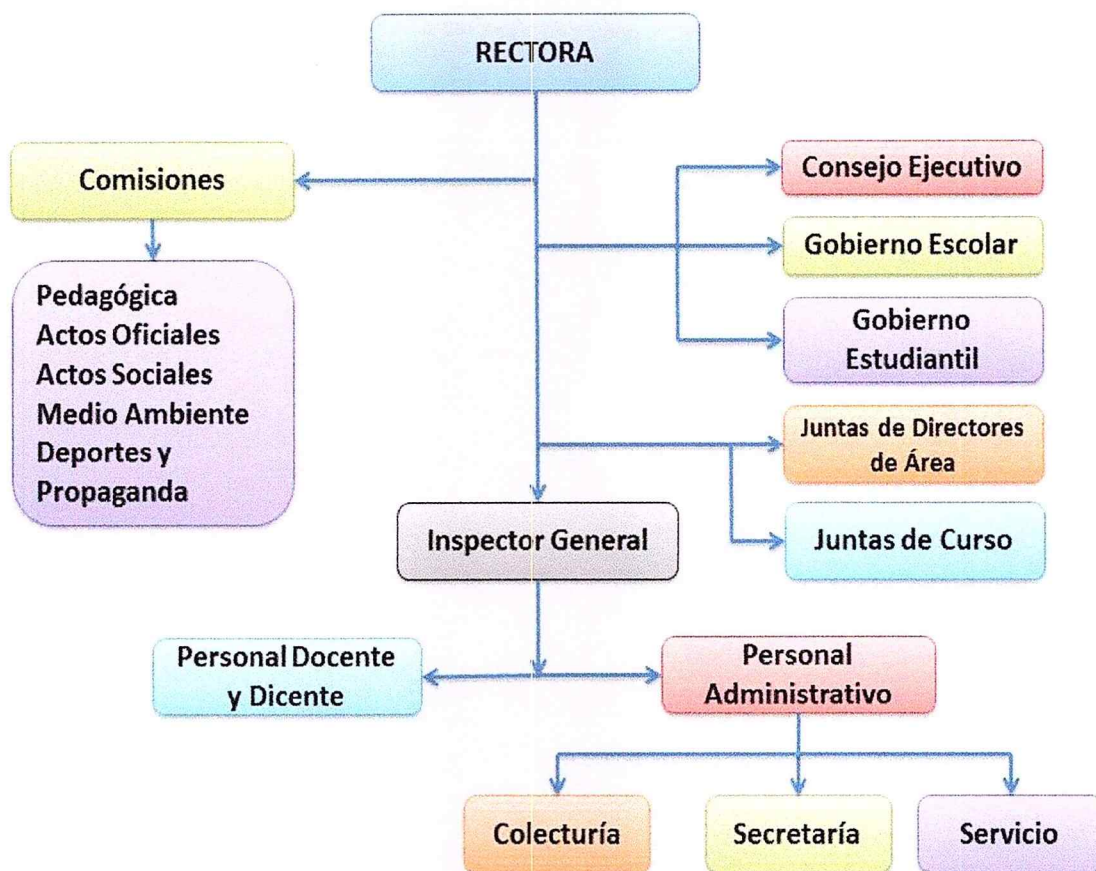 RECTORA
Comisiones
Consejo Ejecutivo
Gobierno Escolar
Pedagógica
Actos Oficiales
Actos Sociales
Medio Ambiente
Deportes y
Propaganda
Gobierno
Estudiantil
Juntas de Directores
de Área
Inspector General
Juntas de Curso
Personal Docente
y Dicente
Personal
Administrativo
Colecturía
Secretaría
Servicio